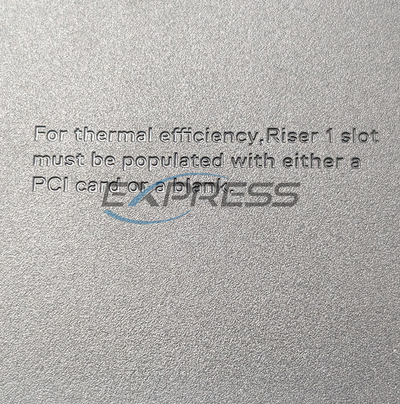 For thermal efficiency,Riser 1 slot
must be populated with either a
PCI card or a blank.
EXPRESS